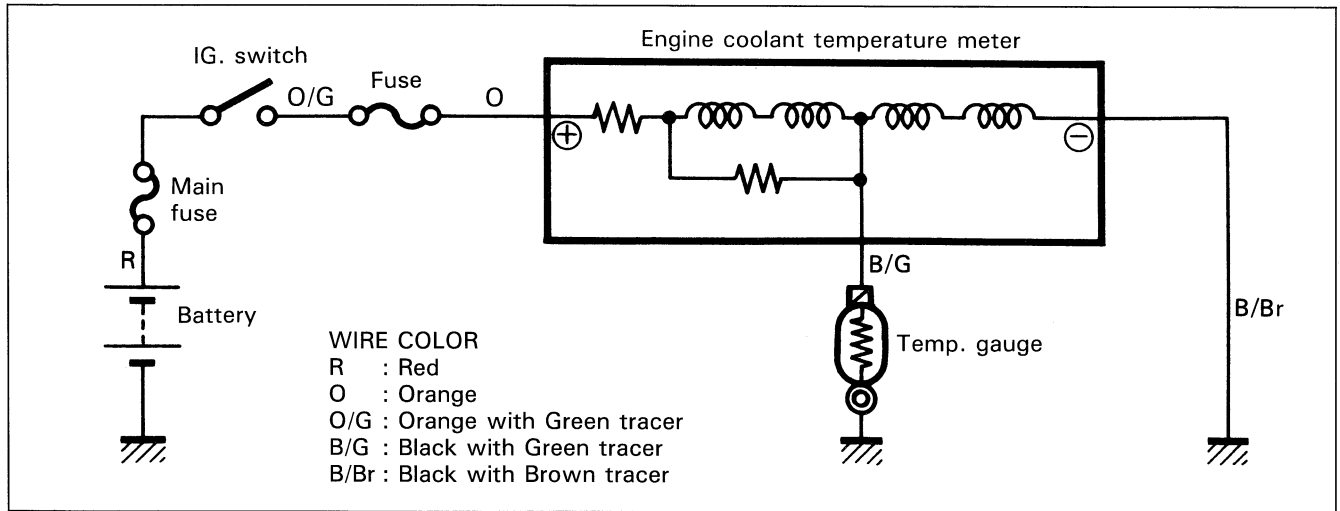 Engine coolant temperature meter
IG. switch
O/G
Fuse
O
+
−
Main
fuse
R
Battery
B/G
Temp. gauge
B/Br
WIRE COLOR
R : Red
O : Orange
O/G : Orange with Green tracer
B/G : Black with Green tracer
B/Br : Black with Brown tracer